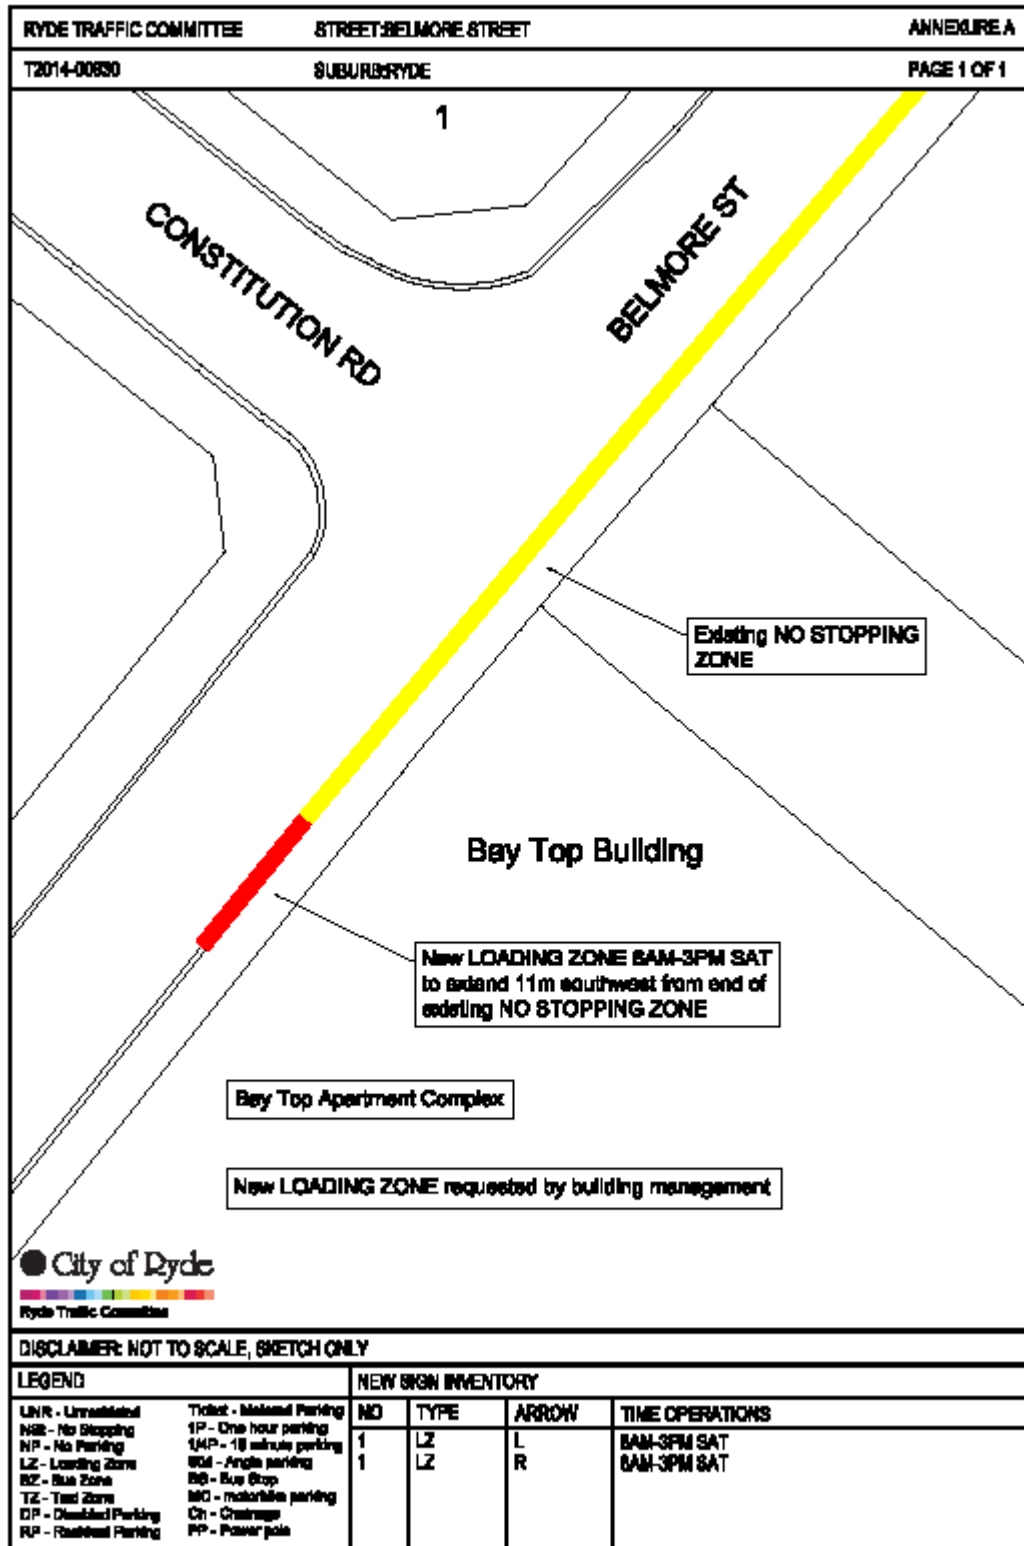 RYDE TRAFFIC COMMITTEE STREET:BELMORE STREET ANNEXURE A
T2014-00930 SUBURB:RYDE PAGE 1 OF 1
1
CONSTITUTION RD
BELMORE ST
Existing NO STOPPING
ZONE
Bay Top Building
New LOADING ZONE 8AM-3PM SAT
to extend 11m southwest from end of
existing NO STOPPING ZONE
Bay Top Apartment Complex
New LOADING ZONE requested by building management
City of Ryde
Ryde Traffic Committee
DISCLAIMER: NOT TO SCALE, SKETCH ONLY
LEGEND NEW SIGN INVENTORY
NO TYPE ARROW TIME OPERATIONS
1 LZ L 8AM-3PM SAT
1 LZ R 8AM-3PM SAT
UNR - Unrestricted
- No Stopping
NP - No Parking
LZ - Loading Zone
BZ - Bus Zone
TZ - Taxi Zone
DP - Disabled Parking
RP - Resident Parking
Ticket - Metered Parking
1P - One hour parking
1/4P - 15 minute parking
- Angle parking
BS - Bus Stop
MC - motorbike parking
Ch - Chainage
PP - Power pole